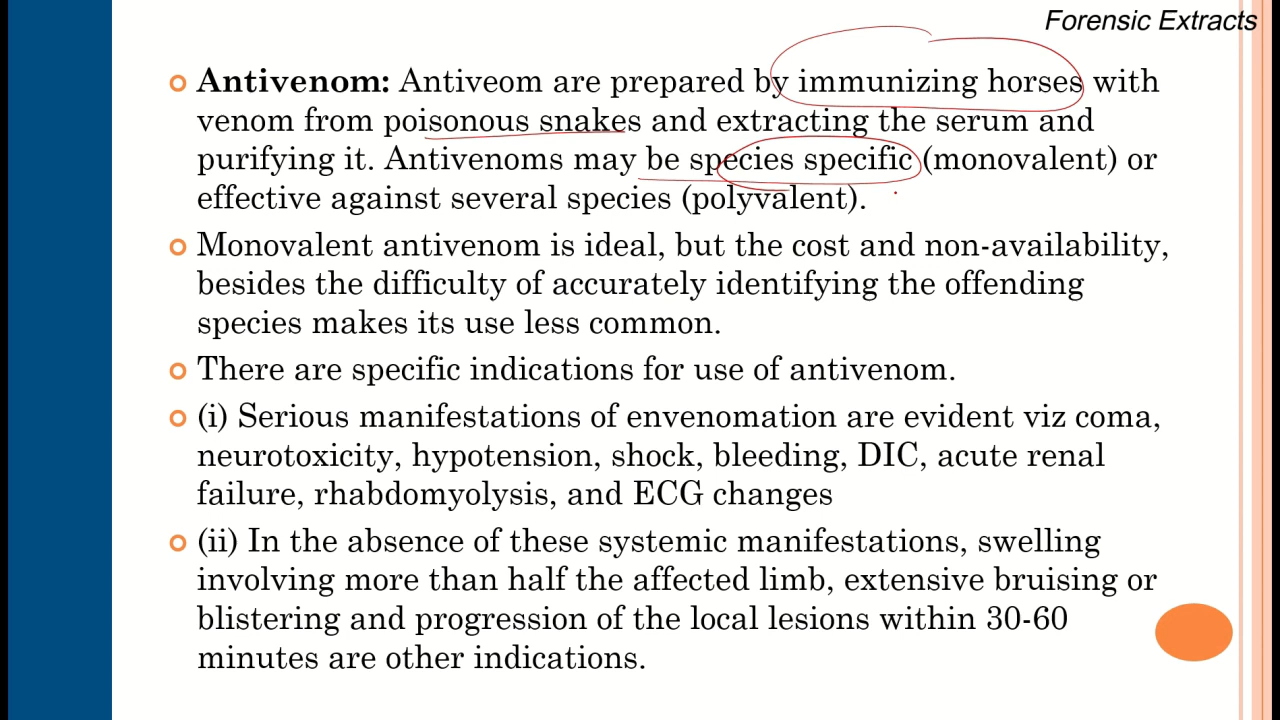 Forensic Extracts
Antivenom: Antiveom are prepared by immunizing horses with
venom from poisonous snakes and extracting the serum and
purifying it. Antivenoms may be species specific (monovalent) or
effective against several species (polyvalent).
Monovalent antivenom is ideal, but the cost and non-availability,
besides the difficulty of accurately identifying the offending
species makes its use less common.
There are specific indications for use of antivenom.
(i) Serious manifestations of envenomation are evident viz coma,
neurotoxicity, hypotension, shock, bleeding, DIC, acute renal
failure, rhabdomyolysis, and ECG changes
(ii) In the absence of these systemic manifestations, swelling
involving more than half the affected limb, extensive bruising or
blistering and progression of the local lesions within 30-60
minutes are other indications.